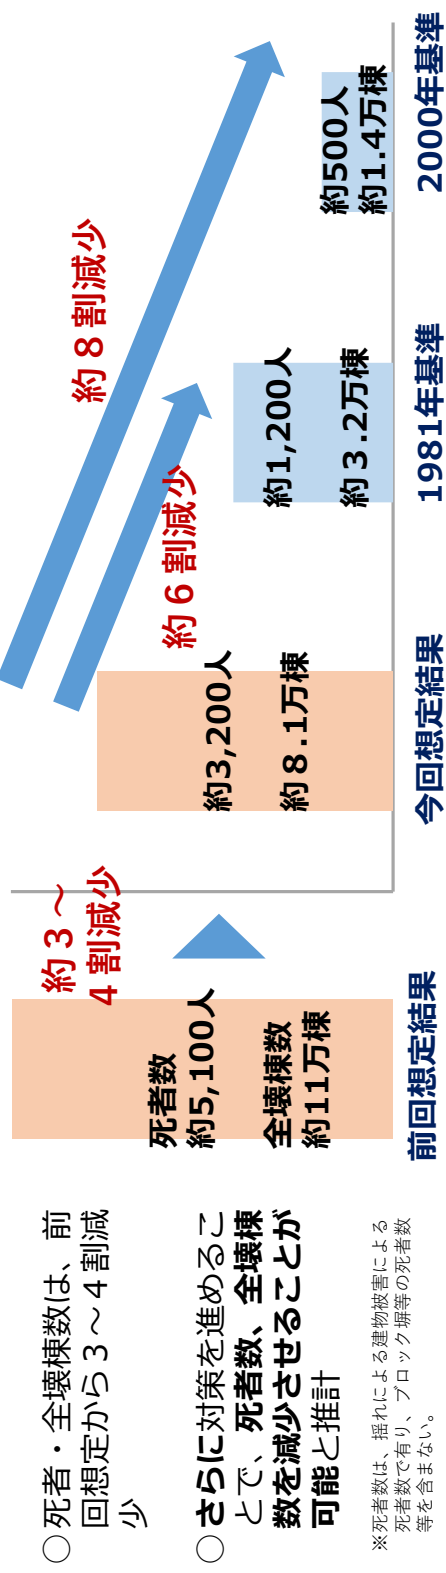 ○ 死者・全壊棟数は、前
回想定から３～４割減
少
○ さらに対策を進めるこ
とで、死者数、全壊棟
数を減少させることが
可能と推計
※死者数は、揺れによる建物被害による
死者数で有り、ブロック塀等の死者数
等を含まない。
約３～
４割減少
死者数
約5,100人
全壊棟数
約11万棟
前回想定結果
約3,200人
約８.1万棟
今回想定結果
約６割減少
約８割減少
約1,200人
約３.2万棟
1981年基準
約500人
約1.4万棟
2000年基準